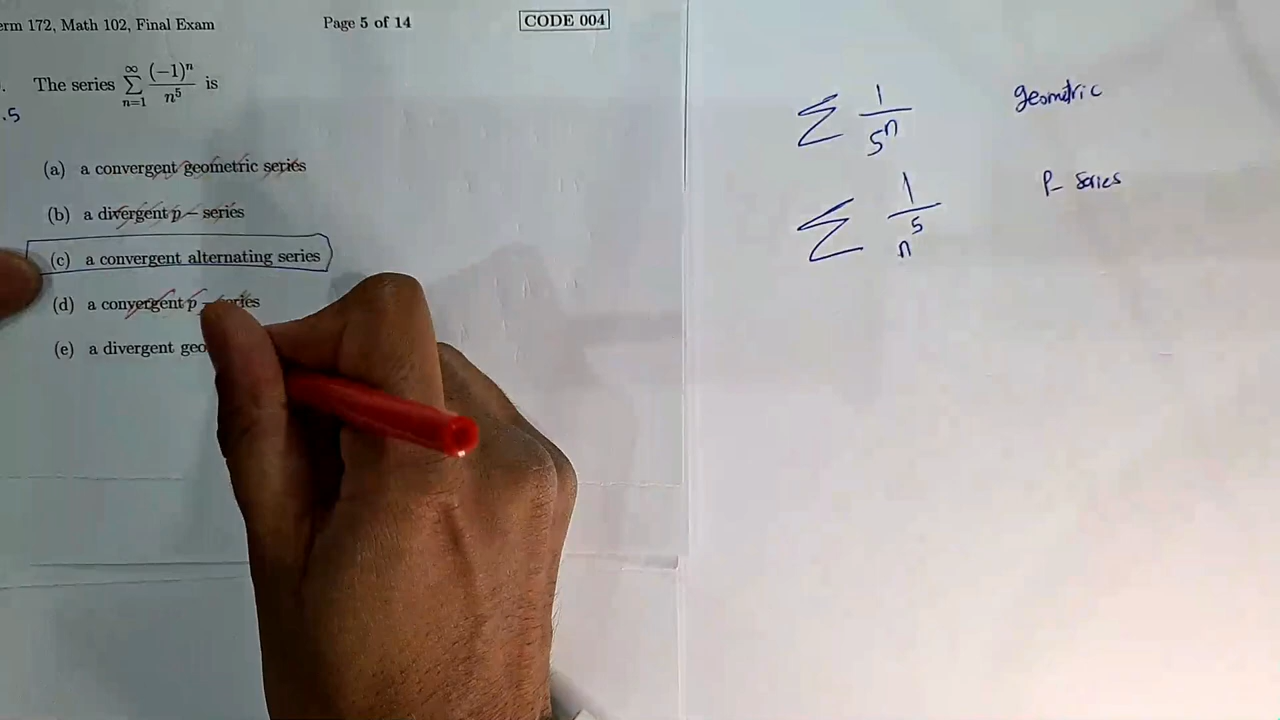 erm 172, Math 102, Final Exam Page 5 of 14 CODE 004
. The series ∑_{n=1}^{∞} (-1)^n / n^5 is
.5
(a) a convergent geometric series
(b) a divergent p – series
(c) a convergent alternating series
(d) a convergent p – series
(e) a divergent geo
∑ 1/5^n geometric
∑ 1/n^5 P- Series